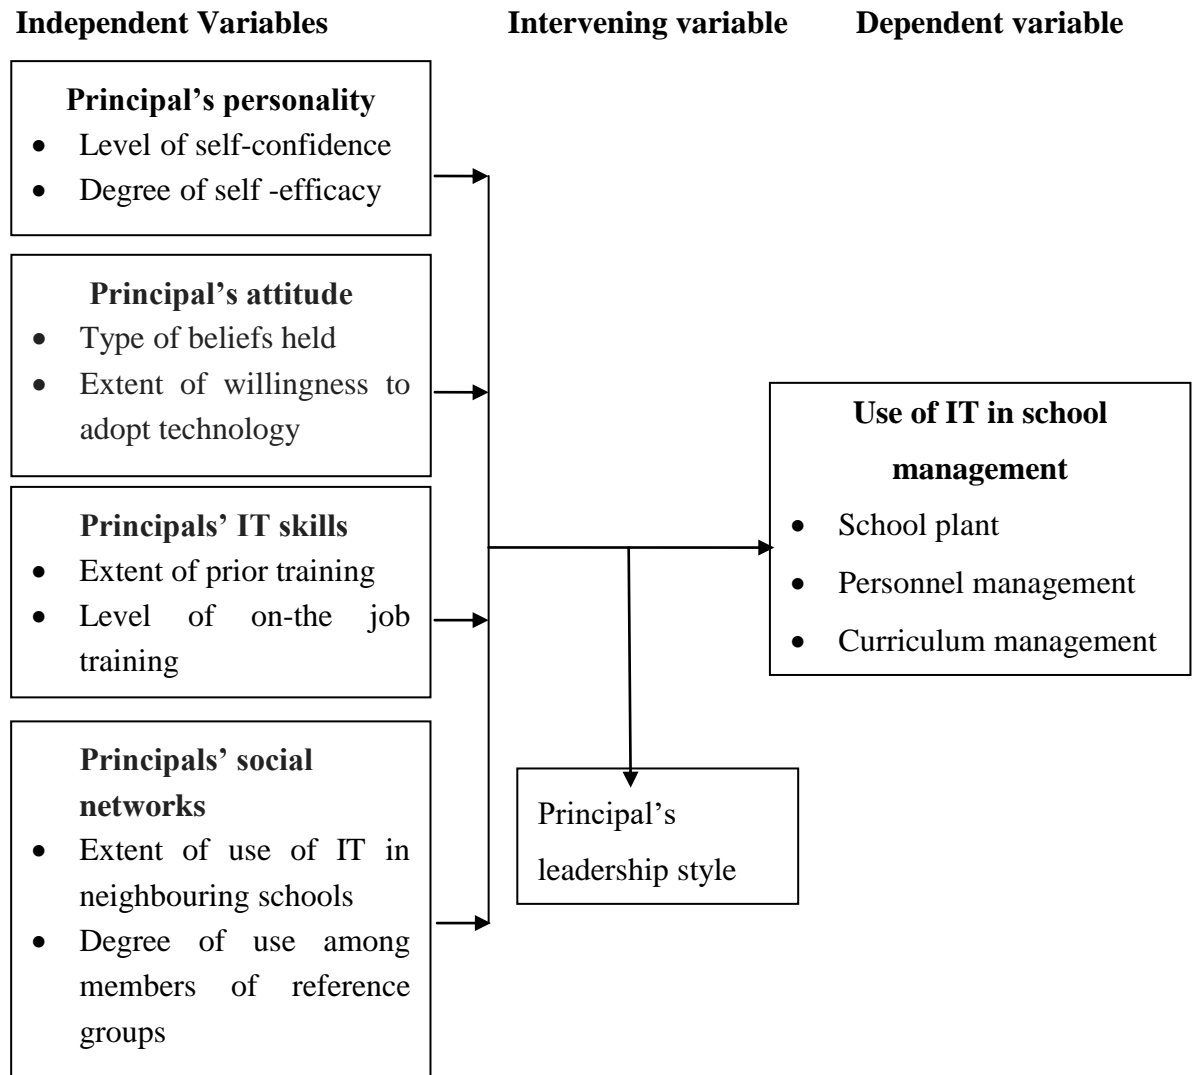 Independent Variables
Intervening variable
Dependent variable
Principal’s personality
• Level of self-confidence
• Degree of self -efficacy
Principal’s attitude
• Type of beliefs held
• Extent of willingness to
adopt technology
Principals’ IT skills
• Extent of prior training
• Level of on-the job
training
Principals’ social
networks
• Extent of use of IT in
neighbouring schools
• Degree of use among
members of reference
groups
Principal’s
leadership style
Use of IT in school
management
• School plant
• Personnel management
• Curriculum management